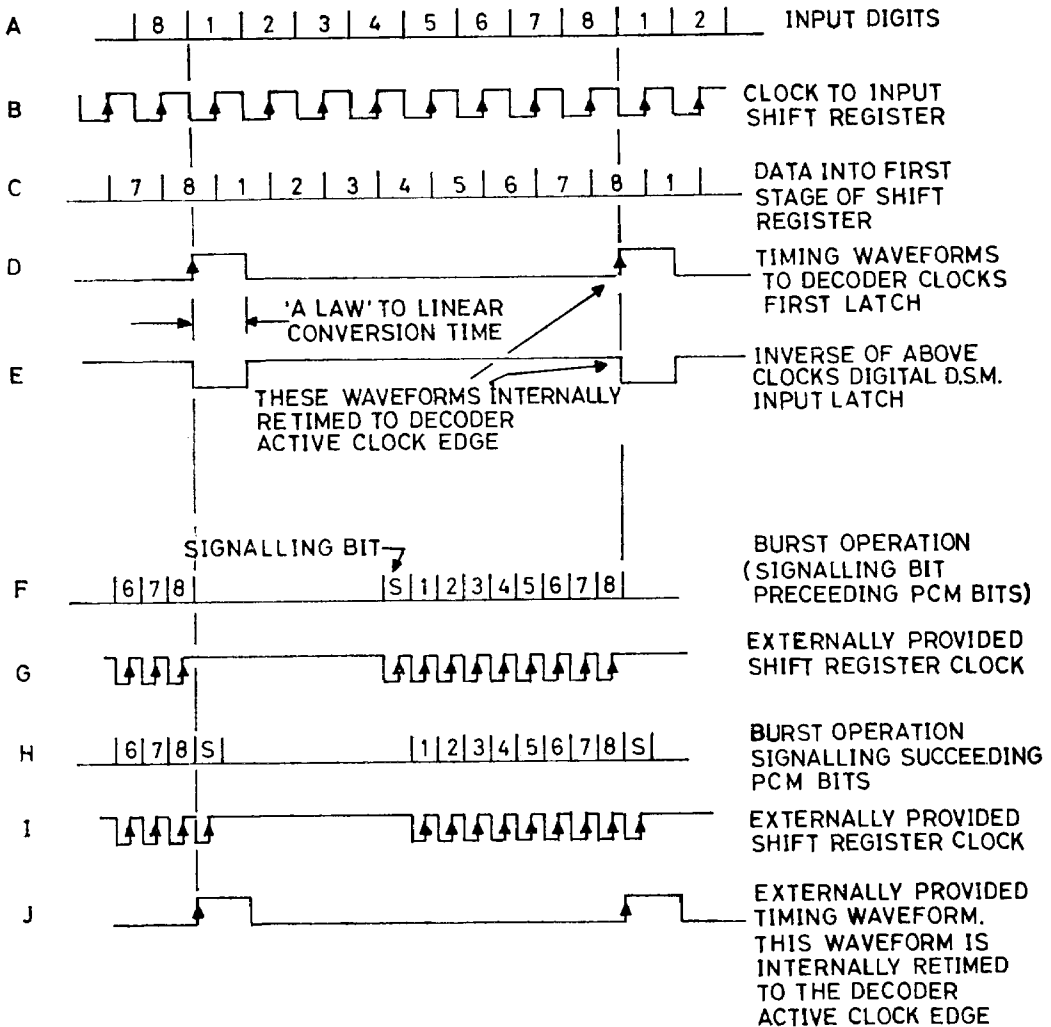 A 8 1 2 3 4 5 6 7 8 1 2 INPUT DIGITS
B CLOCK TO INPUT
SHIFT REGISTER
C 7 8 1 2 3 4 5 6 7 8 1 DATA INTO FIRST
STAGE OF SHIFT
REGISTER
D TIMING WAVEFORMS
TO DECODER CLOCKS
FIRST LATCH
'A LAW' TO LINEAR
CONVERSION TIME
E INVERSE OF ABOVE
CLOCKS DIGITAL D.S.M.
INPUT LATCH
THESE WAVEFORMS INTERNALLY
RETIMED TO DECODER
ACTIVE CLOCK EDGE
SIGNALLING BIT
F 6 7 8 S 1 2 3 4 5 6 7 8 BURST OPERATION
(SIGNALLING BIT
PRECEEDING PCM BITS)
G EXTERNALLY PROVIDED
SHIFT REGISTER CLOCK
H 6 7 8 S 1 2 3 4 5 6 7 8 S BURST OPERATION
SIGNALLING SUCCEEDING
PCM BITS
I EXTERNALLY PROVIDED
SHIFT REGISTER CLOCK
J EXTERNALLY PROVIDED
TIMING WAVEFORM.
THIS WAVEFORM IS
INTERNALLY RETIMED
TO THE DECODER
ACTIVE CLOCK EDGE